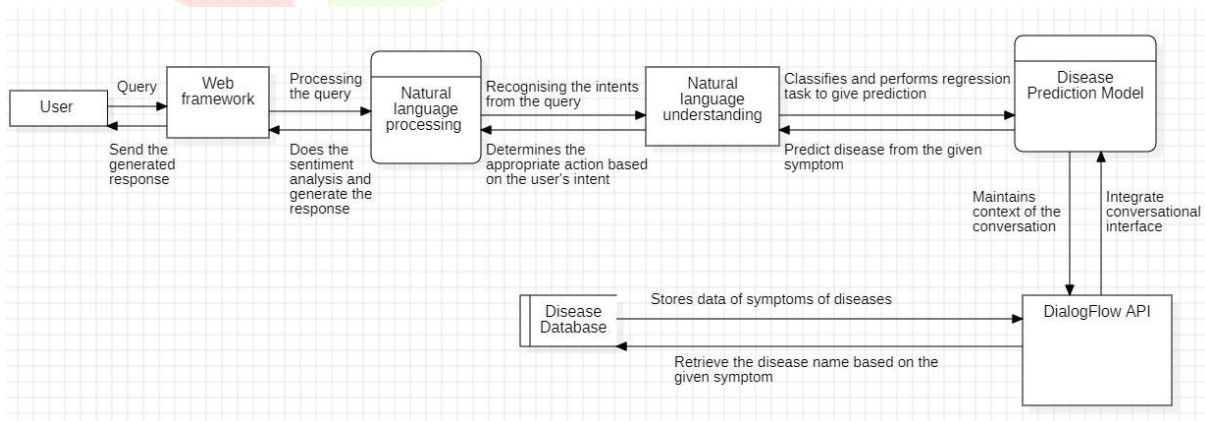 User
Query
Send the
generated
response
Web
framework
Processing
the query
Does the
sentiment
analysis and
generate the
response
Natural
language
processing
Recognising the intents
from the query
Determines the
appropriate action based
on the user's intent
Natural
language
understanding
Classifies and performs regression
task to give prediction
Predict disease from the given
symptom
Disease
Prediction Model
Maintains
context of the
conversation
Integrate
conversational
interface
Disease
Database
Stores data of symptoms of diseases
Retrieve the disease name based on the
given symptom
DialogFlow API